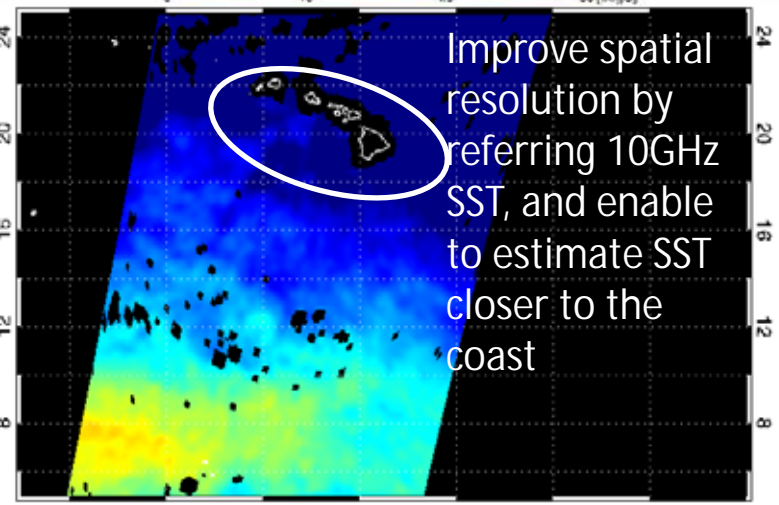 24
24
Improve spatial
resolution by
referring 10GHz
SST, and enable
to estimate SST
closer to the
coast
20
20
16
16
12
12
8
8